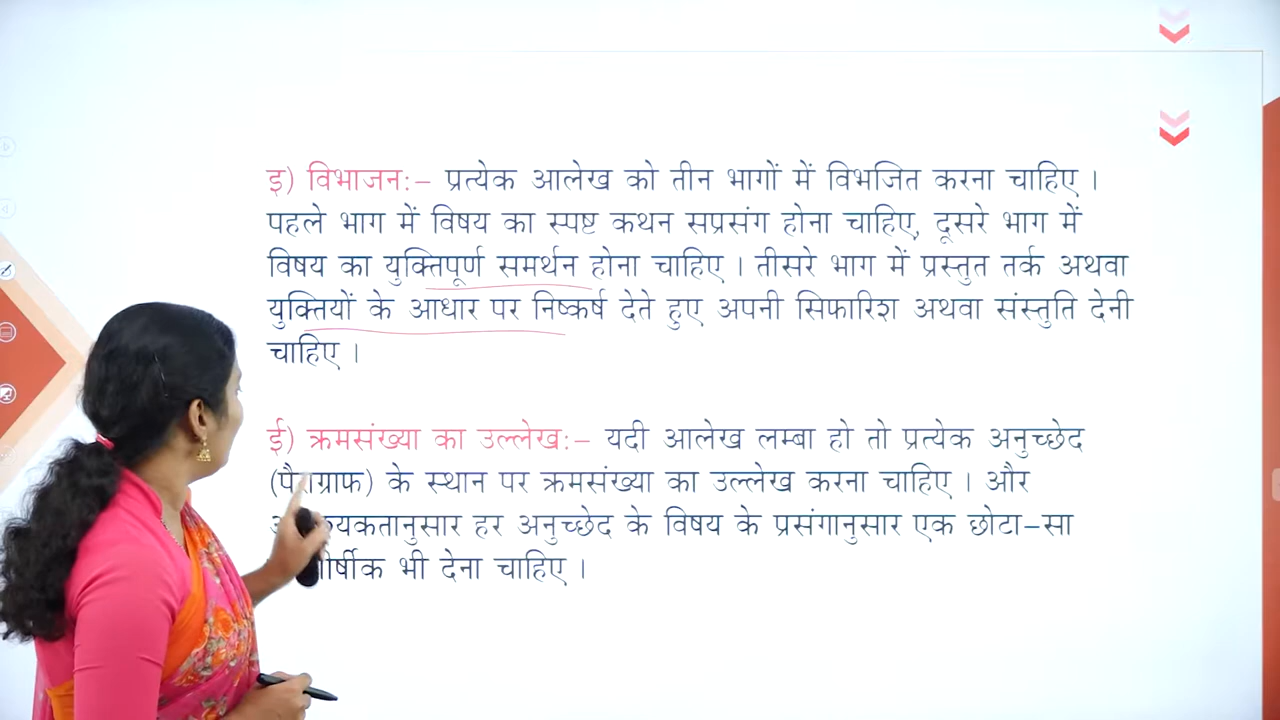 इ) विभाजन:– प्रत्येक आलेख को तीन भागों में विभजित करना चाहिए ।
पहले भाग में विषय का स्पष्ट कथन सप्रसंग होना चाहिए, दूसरे भाग में
विषय का युक्तिपूर्ण समर्थन होना चाहिए । तीसरे भाग में प्रस्तुत तर्क अथवा
युक्तियों के आधार पर निष्कर्ष देते हुए अपनी सिफारिश अथवा संस्तुति देनी
चाहिए ।
ई) क्रमसंख्या का उल्लेख:– यदी आलेख लम्बा हो तो प्रत्येक अनुच्छेद
(पैराग्राफ) के स्थान पर क्रमसंख्या का उल्लेख करना चाहिए । और
हर अनुच्छेद के विषय के प्रसंगानुसार एक छोटा–सा
भी देना चाहिए ।